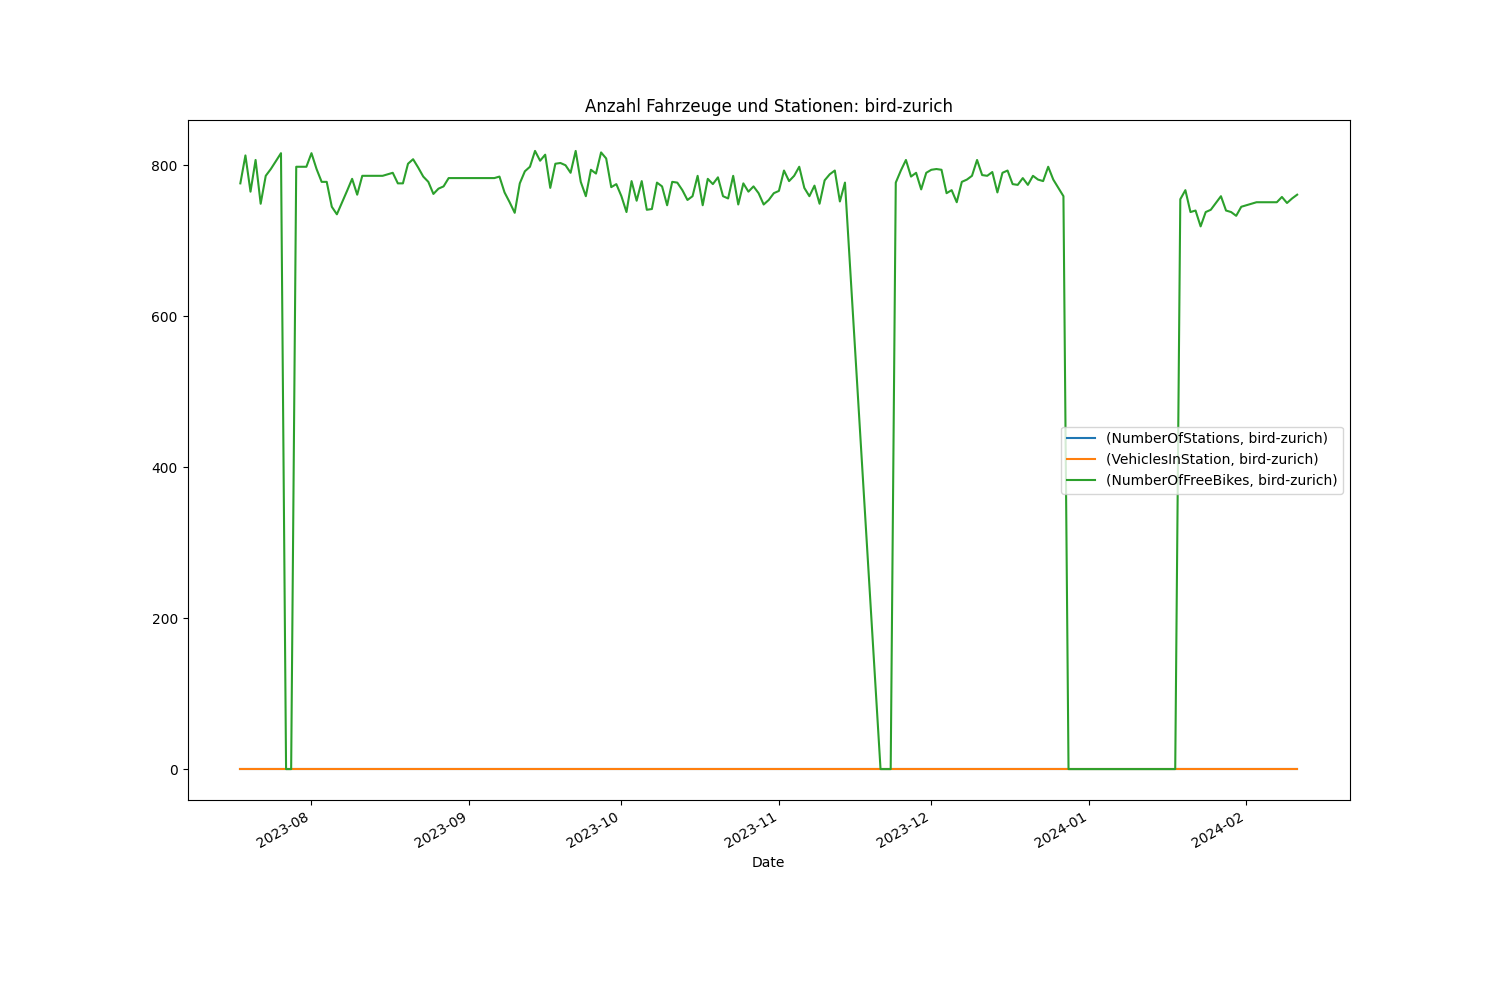 Anzahl Fahrzeuge und Stationen: bird-zurich
800
600
400
200
0
(NumberOfStations, bird-zurich)
(VehiclesInStation, bird-zurich)
(NumberOfFreeBikes, bird-zurich)
2023-08
2023-09
2023-10
2023-11
2023-12
2024-01
2024-02
Date